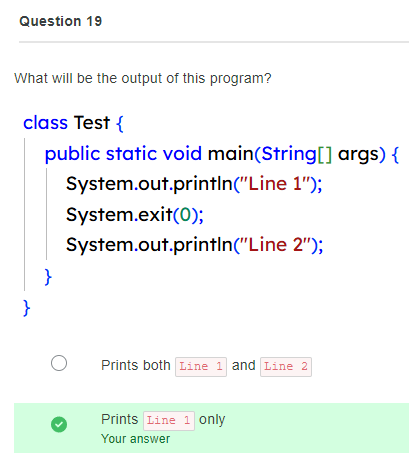 Question 19
What will be the output of this program?
class Test {
public static void main(String[] args) {
System.out.println("Line 1");
System.exit(0);
System.out.println("Line 2");
}
}
Prints both Line 1 and Line 2
Prints Line 1 only
Your answer